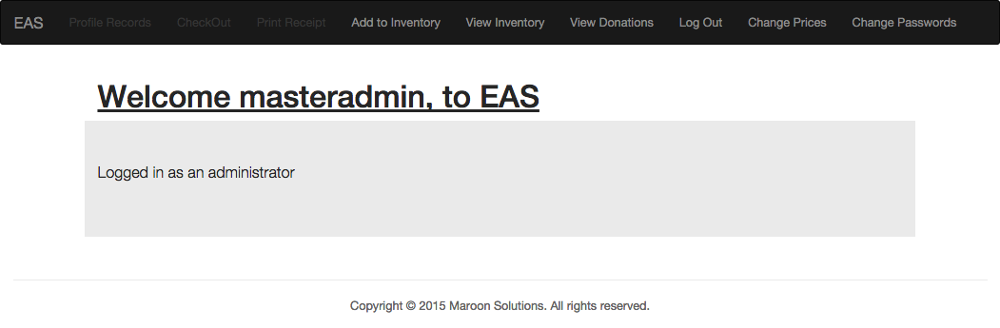 EAS Profile Records CheckOut Print Receipt Add to Inventory View Inventory View Donations Log Out Change Prices Change Passwords
Welcome masteradmin, to EAS
Logged in as an administrator
Copyright © 2015 Maroon Solutions. All rights reserved.